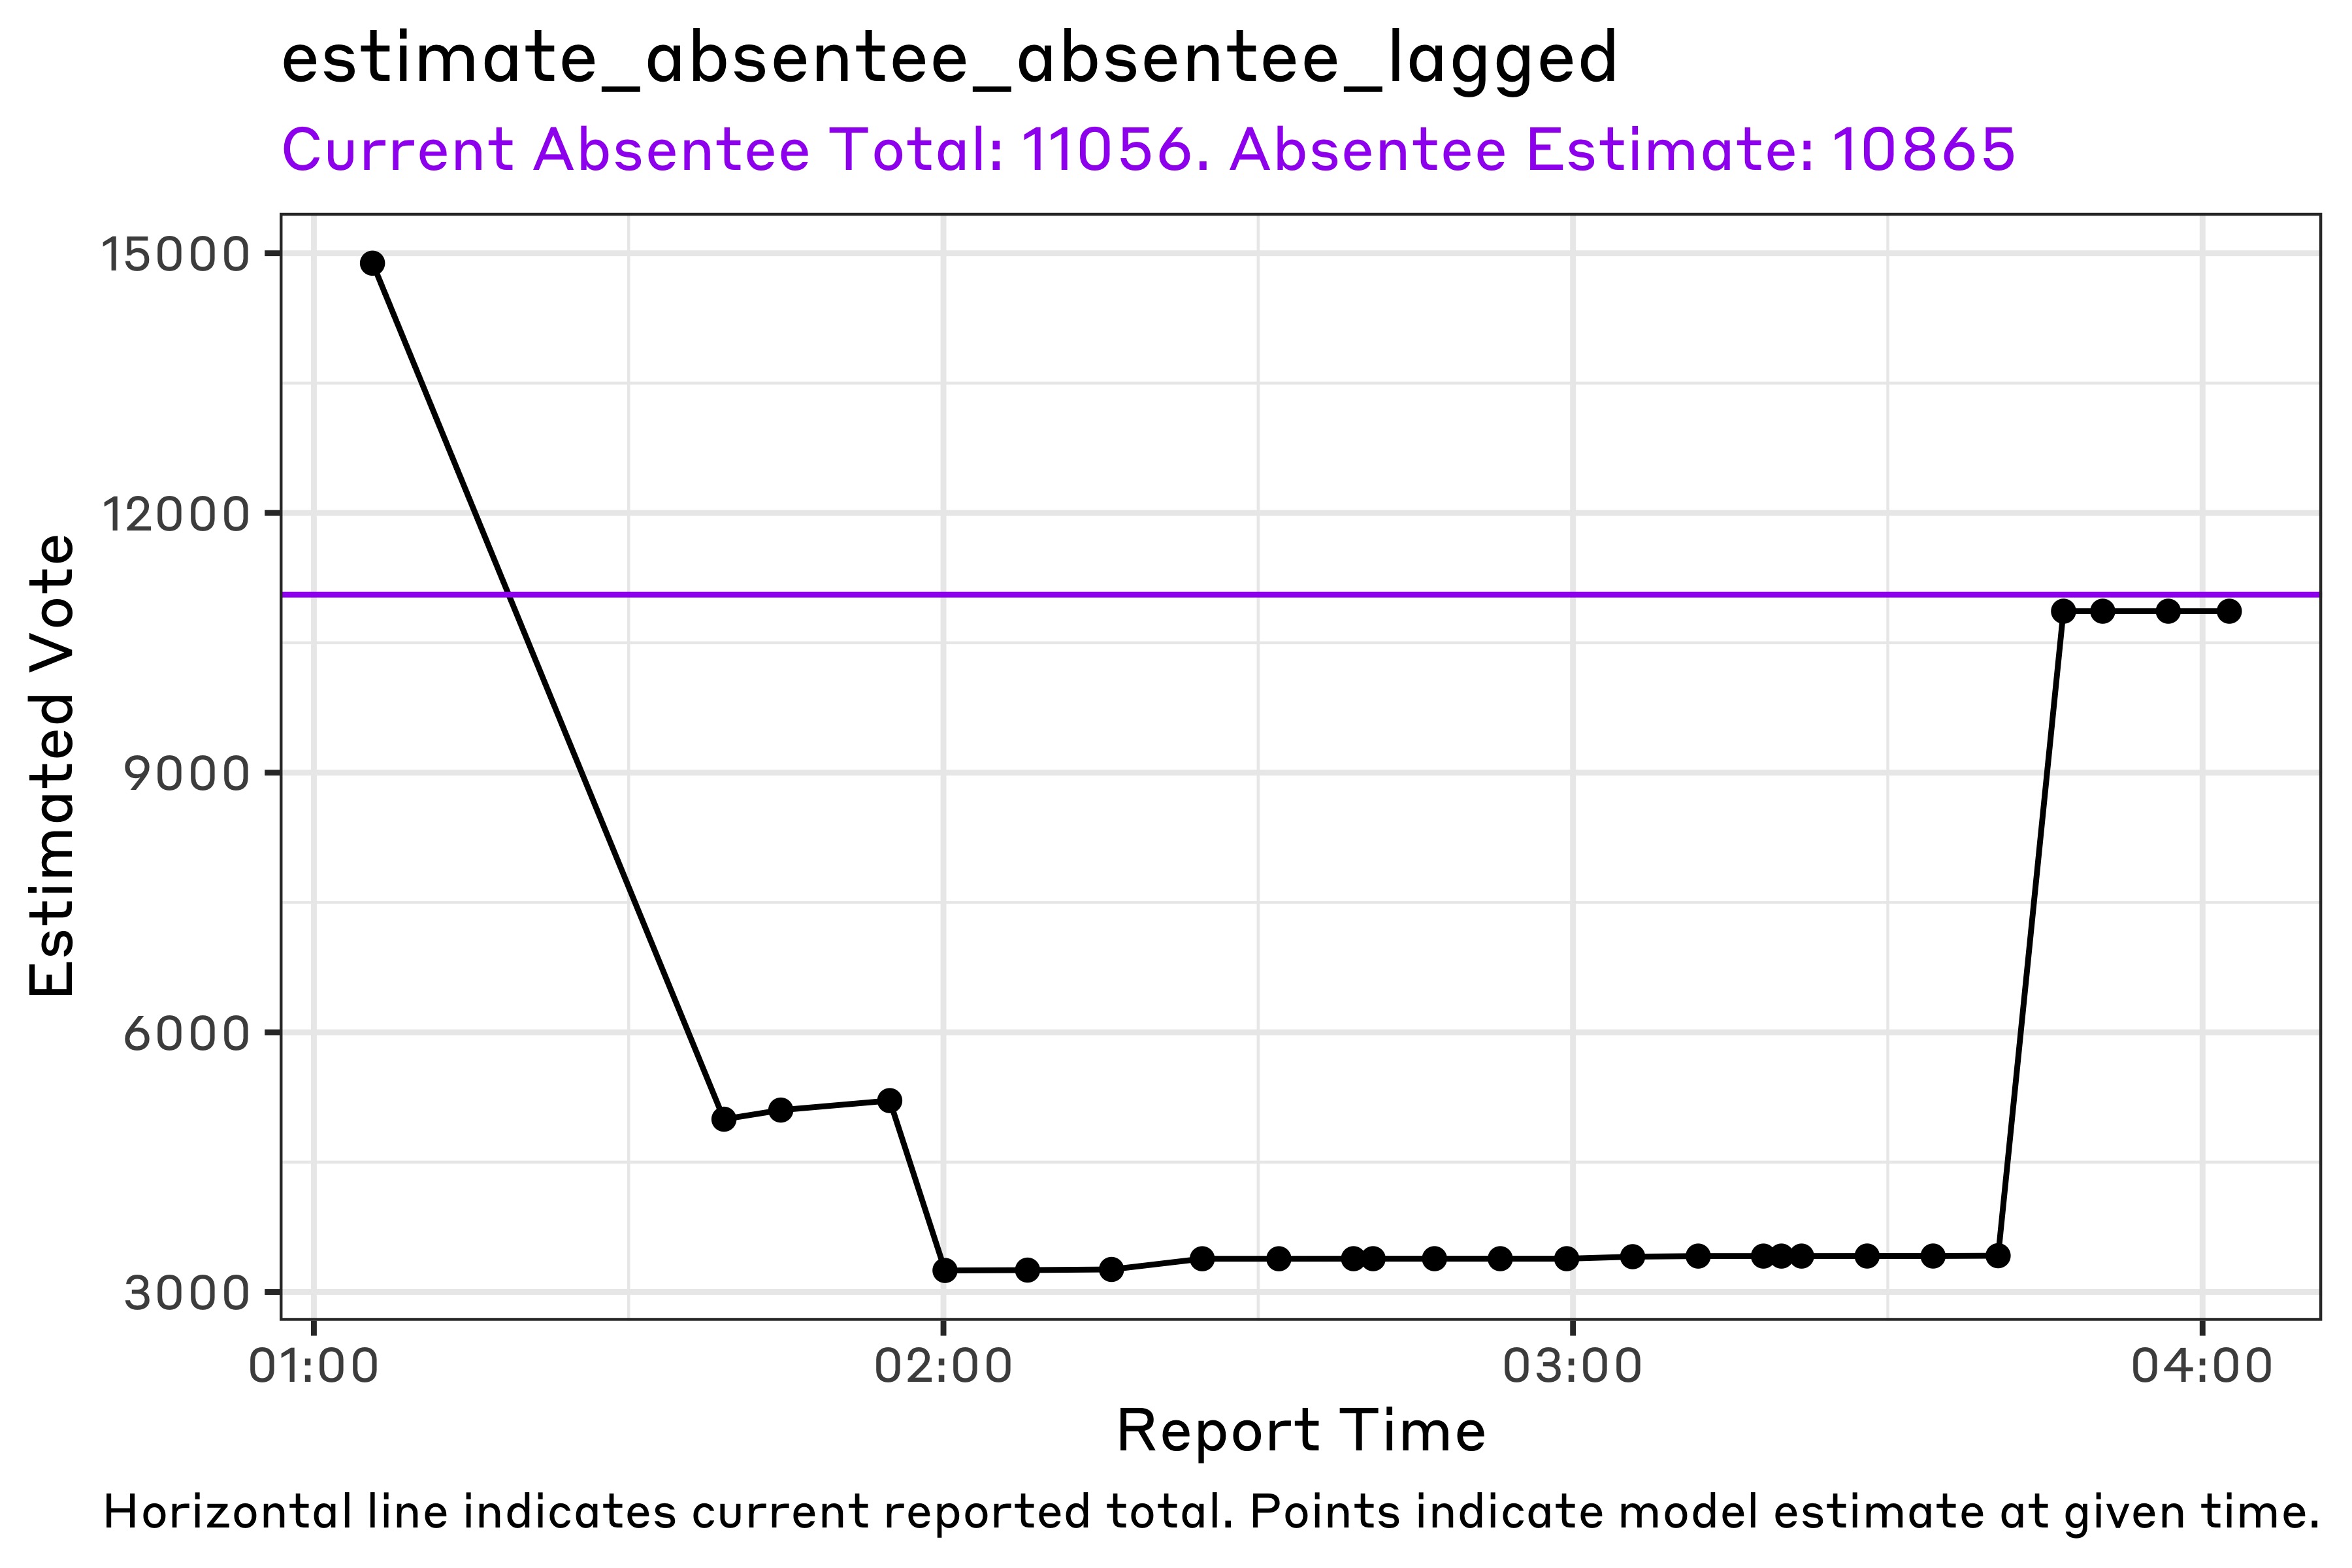 estimate_absentee_absentee_lagged
Current Absentee Total: 11056. Absentee Estimate: 10865
15000
12000
9000
6000
3000
Estimated Vote
01:00
02:00
03:00
04:00
Report Time
Horizontal line indicates current reported total. Points indicate model estimate at given time.